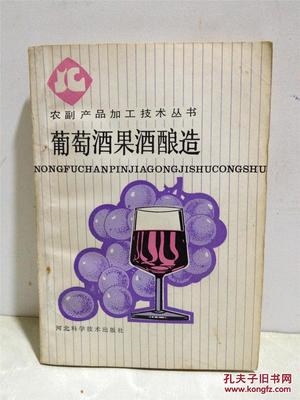 JG
农副产品加工技术丛书
葡萄酒果酒酿造
NONGFUCHANPINJIAGONGJISHUCONGSHU
河北科学技术出版社
孔夫子旧书网